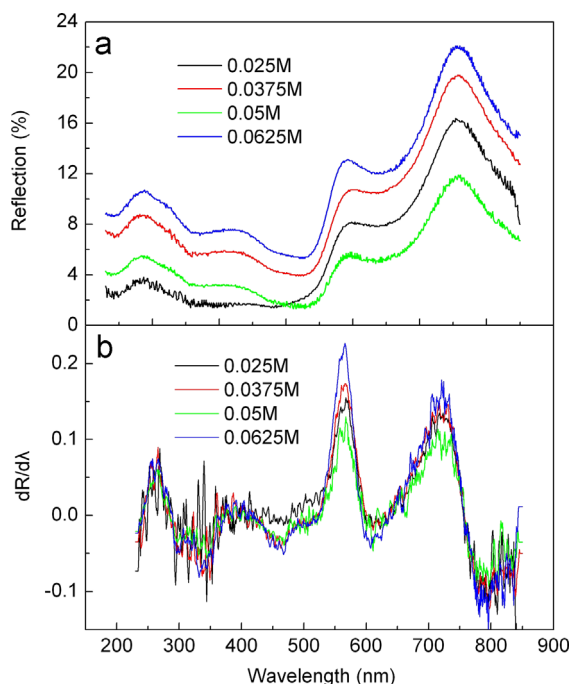 a
24
20
16
12
8
4
0
Reflection (%)
0.025M
0.0375M
0.05M
0.0625M
b
0.2
0.1
0.0
-0.1
dR/dλ
0.025M
0.0375M
0.05M
0.0625M
200 300 400 500 600 700 800 900
Wavelength (nm)